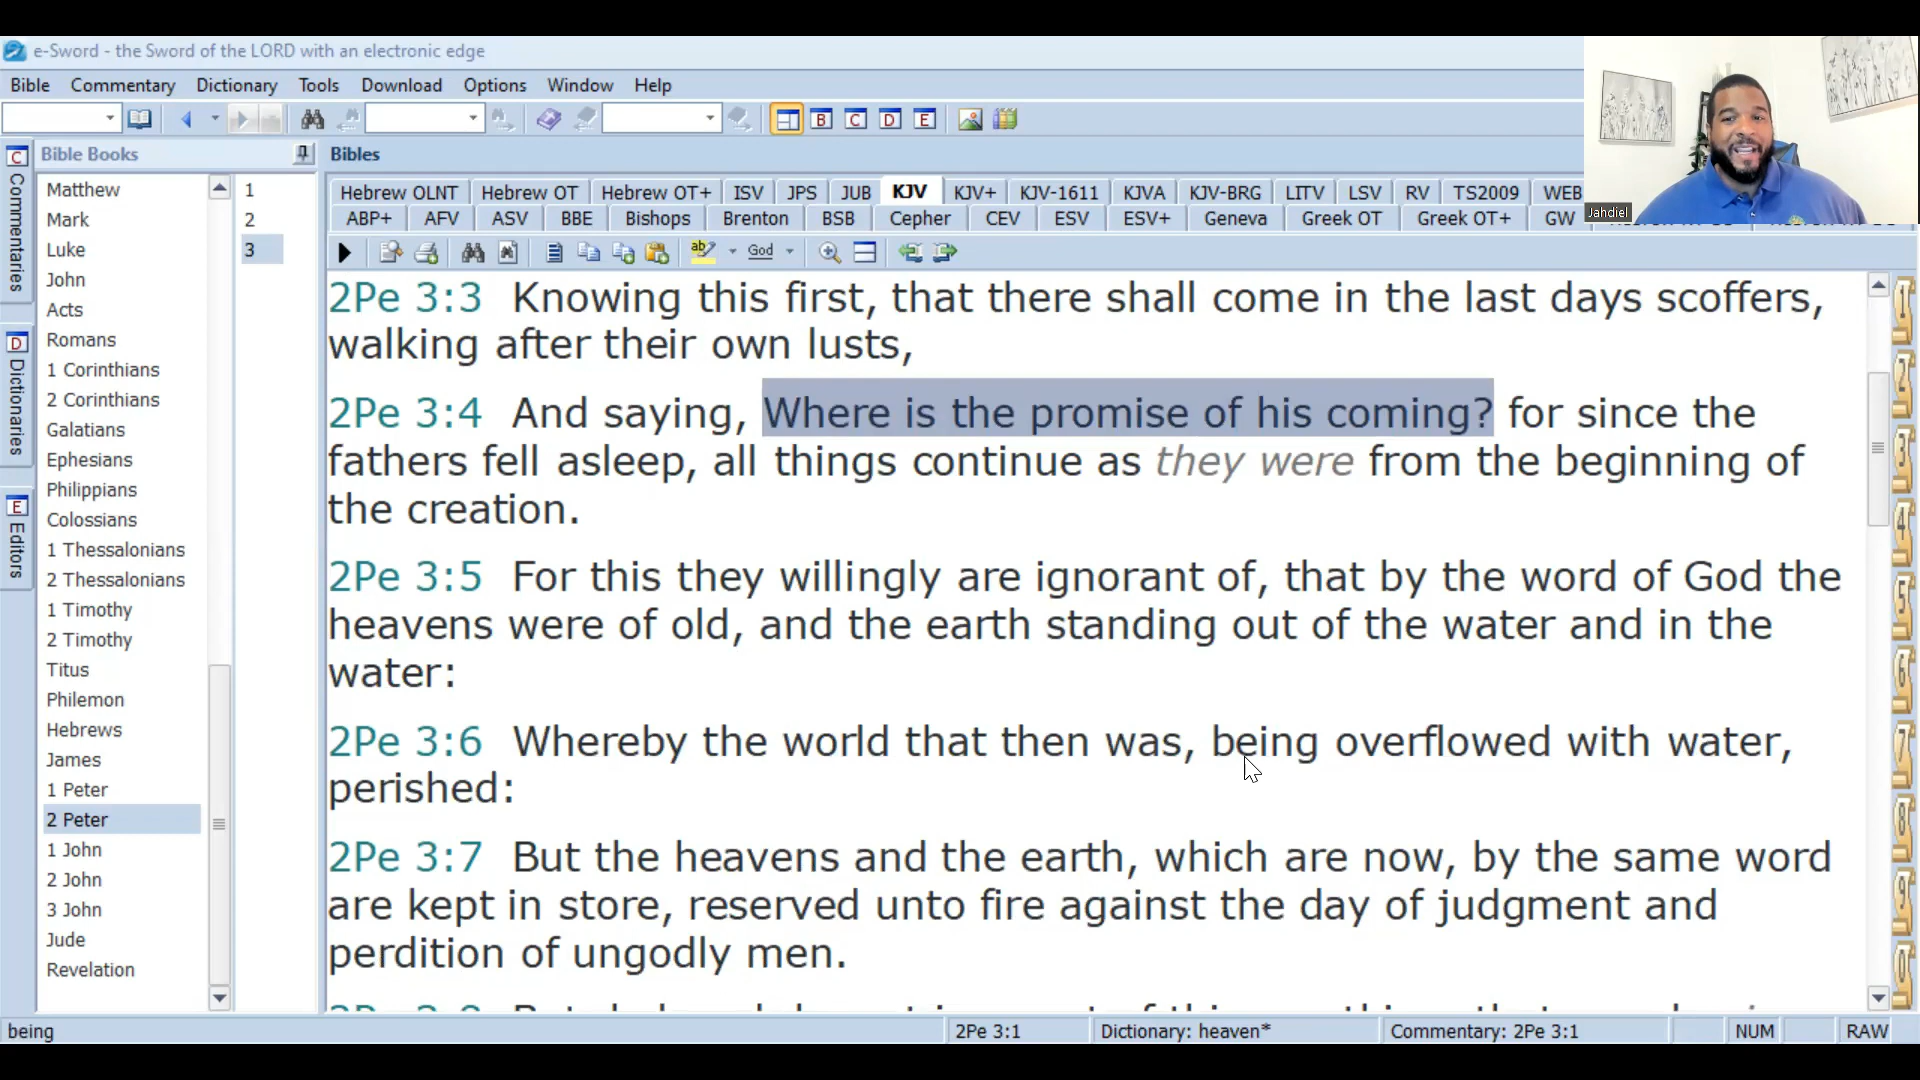 e-Sword - the Sword of the LORD with an electronic edge
Bible Commentary Dictionary Tools Download Options Window Help
B C D E
Bible Books
Bibles
C Commentaries
D Dictionaries
E Editors
Matthew
Mark
Luke
John
Acts
Romans
1 Corinthians
2 Corinthians
Galatians
Ephesians
Philippians
Colossians
1 Thessalonians
2 Thessalonians
1 Timothy
2 Timothy
Titus
Philemon
Hebrews
James
1 Peter
2 Peter
1 John
2 John
3 John
Jude
Revelation
1
2
3
Hebrew OLNT Hebrew OT Hebrew OT+ ISV JPS JUB KJV KJV+ KJV-1611 KJVA KJV-BRG LITV LSV RV TS2009 WEB
ABP+ AFV ASV BBE Bishops Brenton BSB Cepher CEV ESV ESV+ Geneva Greek OT Greek OT+ GW
Jahdiel
ab God
2Pe 3:3 Knowing this first, that there shall come in the last days scoffers,
walking after their own lusts,
2Pe 3:4 And saying, Where is the promise of his coming? for since the
fathers fell asleep, all things continue as they were from the beginning of
the creation.
2Pe 3:5 For this they willingly are ignorant of, that by the word of God the
heavens were of old, and the earth standing out of the water and in the
water:
2Pe 3:6 Whereby the world that then was, being overflowed with water,
perished:
2Pe 3:7 But the heavens and the earth, which are now, by the same word
are kept in store, reserved unto fire against the day of judgment and
perdition of ungodly men.
1
2
3
4
5
6
7
8
9
0
being 2Pe 3:1 Dictionary: heaven* Commentary: 2Pe 3:1 NUM RAW